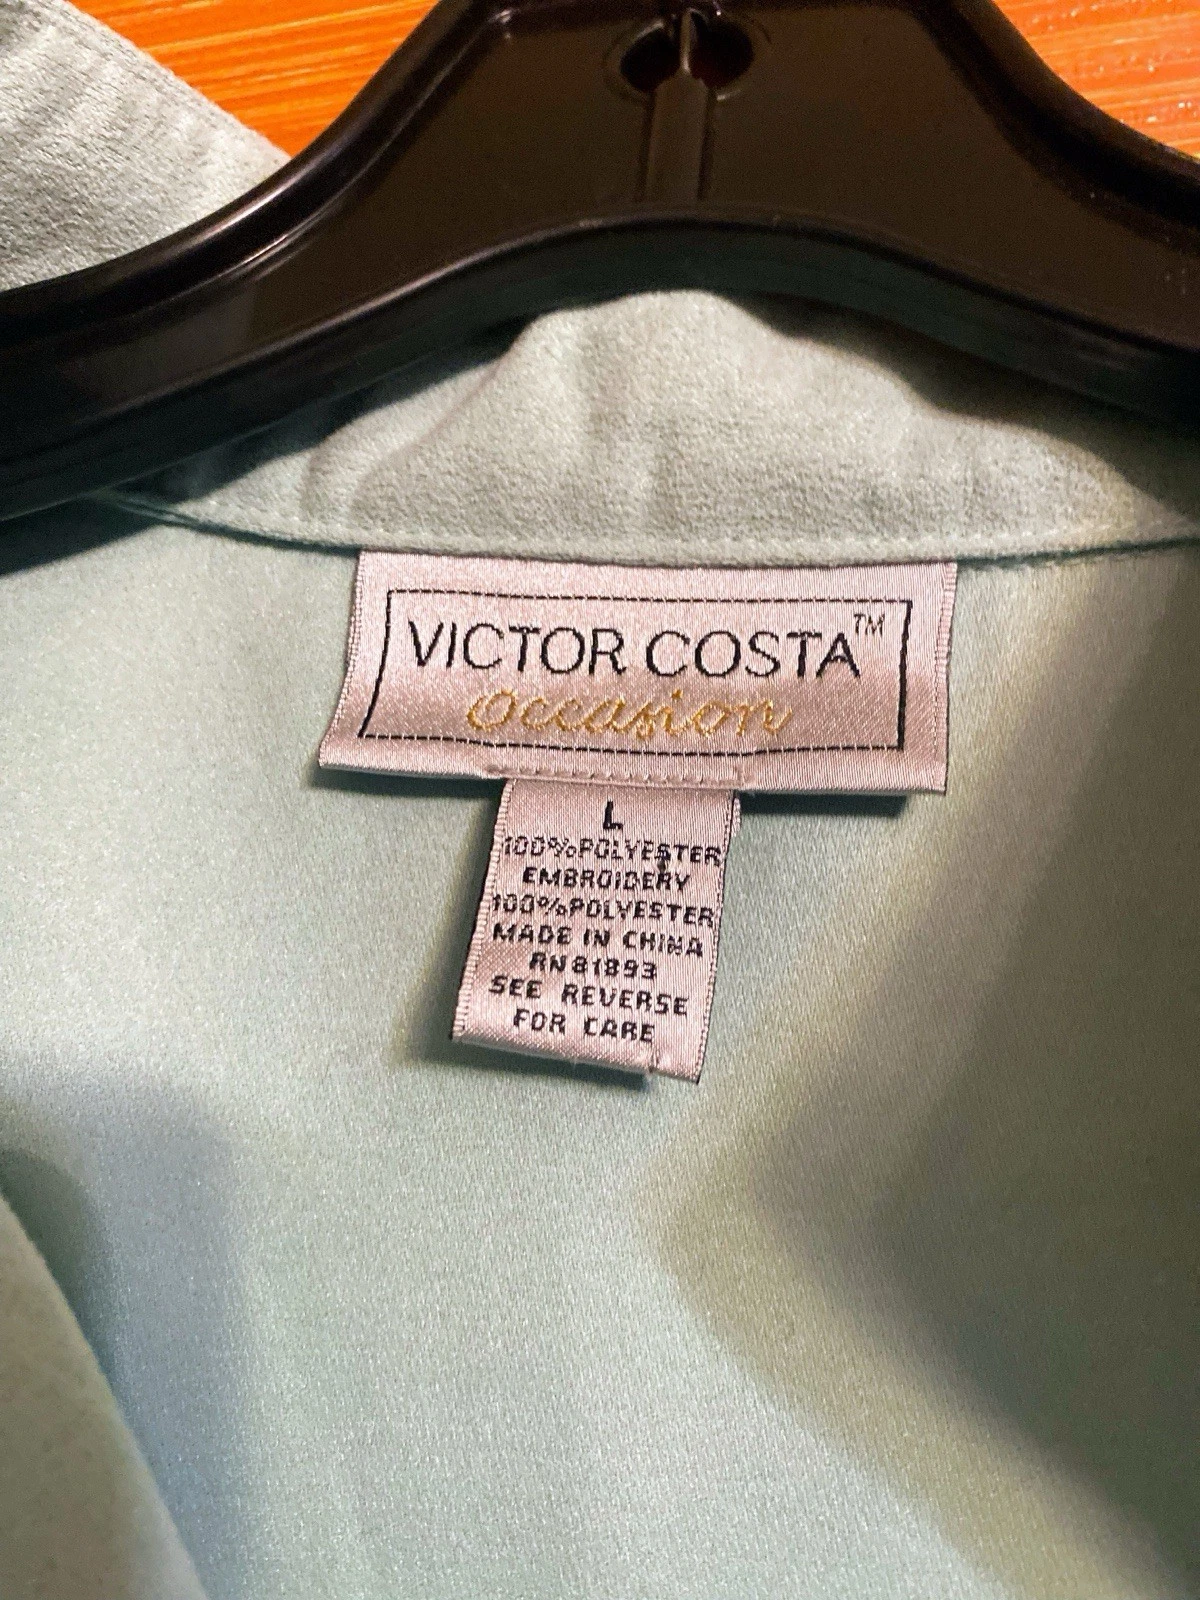 VICTOR COSTA™
Occasion
L
100%POLYESTER
EMBROIDERY
100%POLYESTER
MADE IN CHINA
RN81893
SEE REVERSE
FOR CARE